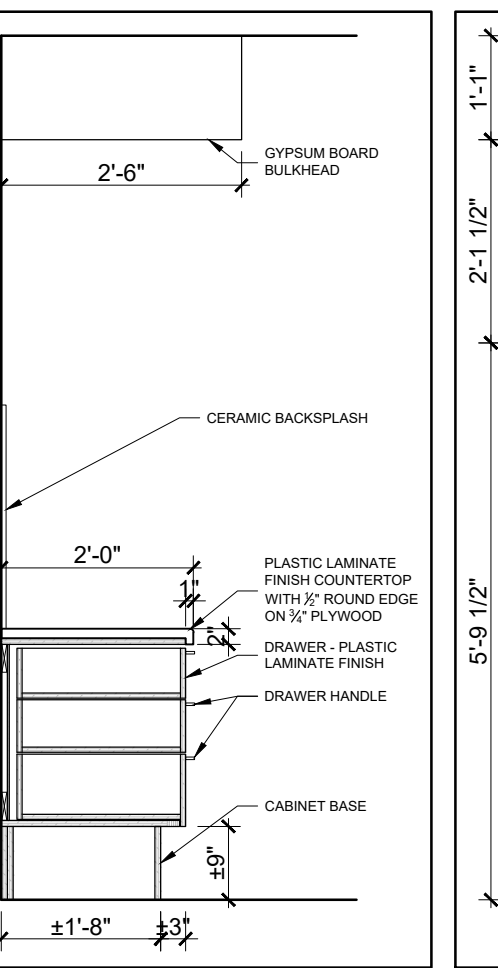 1'-1"
GYPSUM BOARD
BULKHEAD
2'-6"
2'-1 1/2"
CERAMIC BACKSPLASH
2'-0"
1"
PLASTIC LAMINATE
FINISH COUNTERTOP
WITH ½" ROUND EDGE
ON ¾" PLYWOOD
2"
DRAWER - PLASTIC
LAMINATE FINISH
5'-9 1/2"
DRAWER HANDLE
CABINET BASE
±9"
±1'-8"
±3"